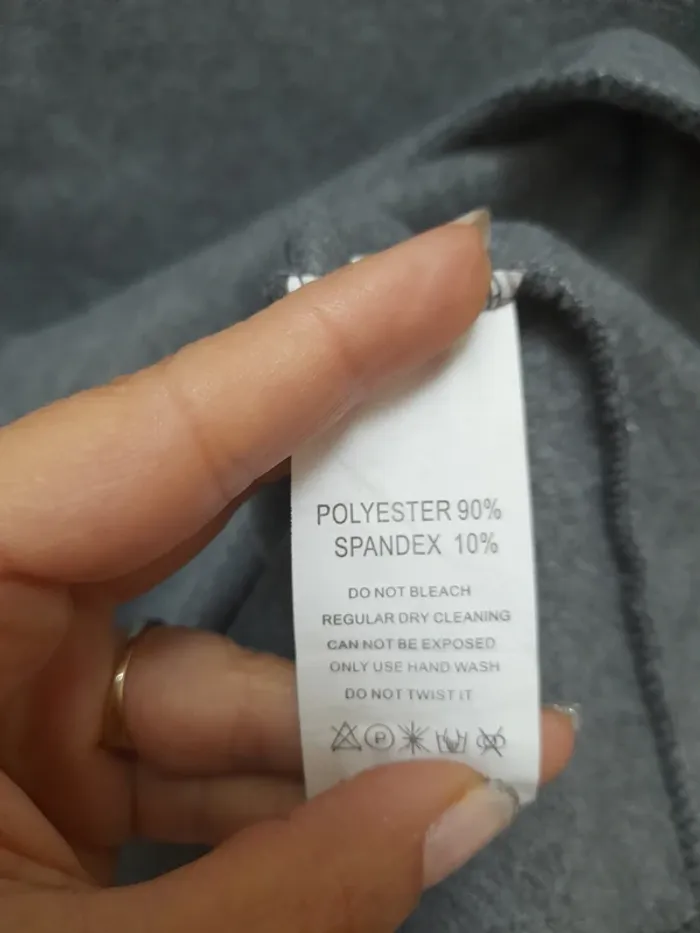 POLYESTER 90%
SPANDEX 10%
DO NOT BLEACH
REGULAR DRY CLEANING
CAN NOT BE EXPOSED
ONLY USE HAND WASH
DO NOT TWIST IT
P